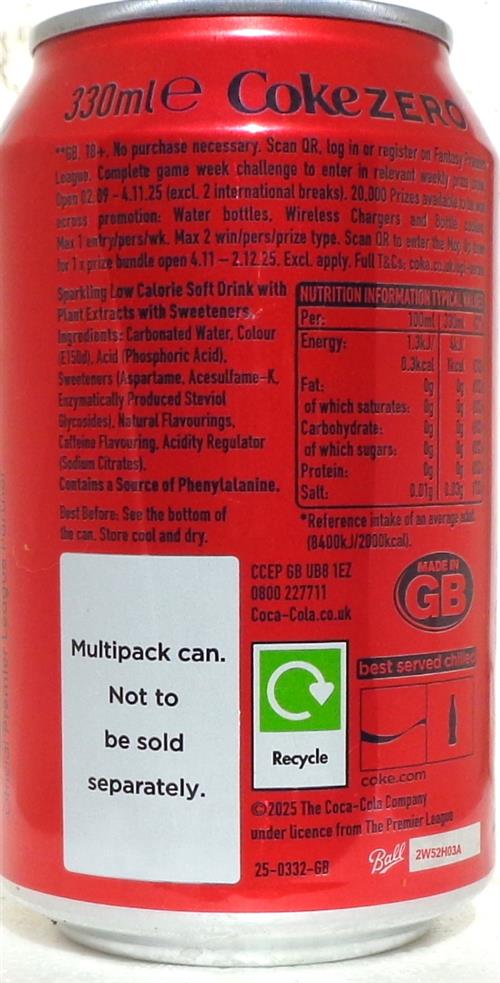 330ml e Coke ZERO
**GB, 18+. No purchase necessary. Scan QR, log in or register on Fantasy Premier
League. Complete game week challenge to enter in relevant weekly prize
Open 02.09 - 4.11.25 (excl. 2 international breaks). 20,000 Prizes available to be won
across promotion: Water bottles, Wireless Chargers and Bottle coolers.
Max 1 entry/pers/wk. Max 2 win/pers/prize type. Scan QR to enter the
for 1 x prize bundle open 4.11 – 2.12.25. Excl. apply. Full T&Cs:
Sparkling Low Calorie Soft Drink with
Plant Extracts with Sweeteners.
Ingredients: Carbonated Water, Colour
(E150d), Acid (Phosphoric Acid),
Sweeteners (Aspartame, Acesulfame-K,
Enzymatically Produced Steviol
Glycosides), Natural Flavourings,
Caffeine Flavouring, Acidity Regulator
(Sodium Citrates).
Contains a Source of Phenylalanine.
Best Before: See the bottom of
the can. Store cool and dry.
NUTRITION INFORMATION TYPICAL VALUES
Per: 100ml 330ml
Energy: 1.3kJ/ 4kJ/
0.3kcal 1kcal
Fat: 0g 0g
of which saturates: 0g 0g
Carbohydrate: 0g 0g
of which sugars: 0g 0g
Protein: 0g 0g
Salt: 0.01g 0.03g
*Reference intake of an average adult
(8400kJ/2000kcal).
CCEP GB UB8 1EZ
0800 227711
Coca-Cola.co.uk
MADE IN
GB
Multipack can.
Not to
be sold
separately.
Recycle
best served chilled
coke.com
©2025 The Coca-Cola Company
under licence from The Premier League
25-0332-GB
Ball 2W52H03A
Official Premier League Partner